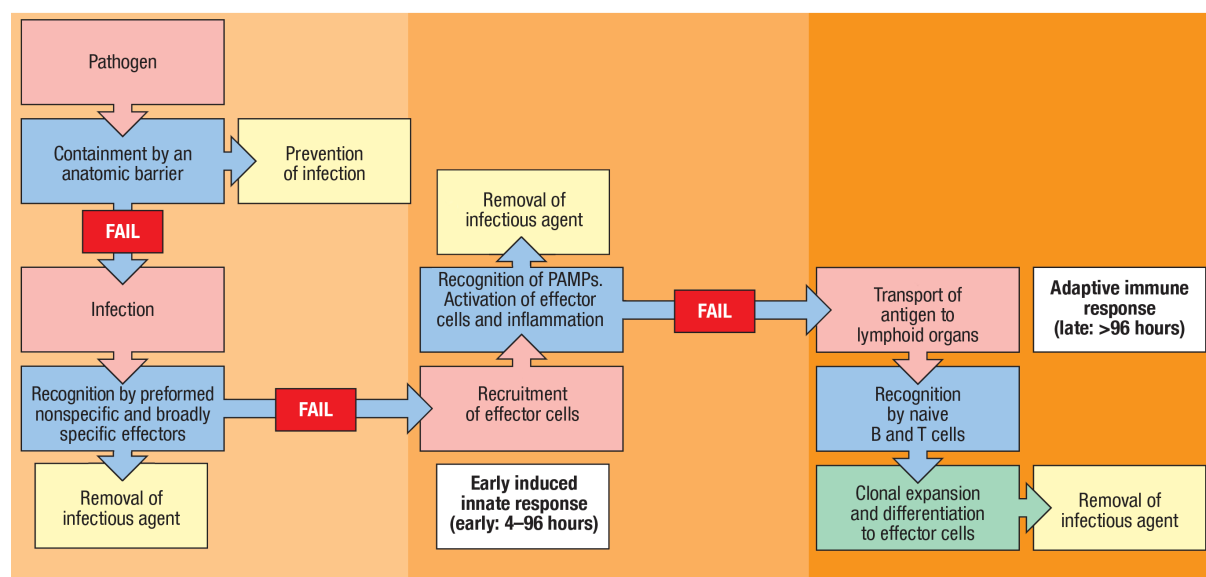 Pathogen
Containment by an
anatomic barrier
Prevention
of infection
FAIL
Infection
Recognition by preformed
nonspecific and broadly
specific effectors
Removal of
infectious agent
FAIL
Removal of
infectious agent
Recognition of PAMPs.
Activation of effector
cells and inflammation
Recruitment
of effector cells
Early induced
innate response
(early: 4–96 hours)
FAIL
Transport of
antigen to
lymphoid organs
Adaptive immune
response
(late: >96 hours)
Recognition
by naive
B and T cells
Clonal expansion
and differentiation
to effector cells
Removal of
infectious agent